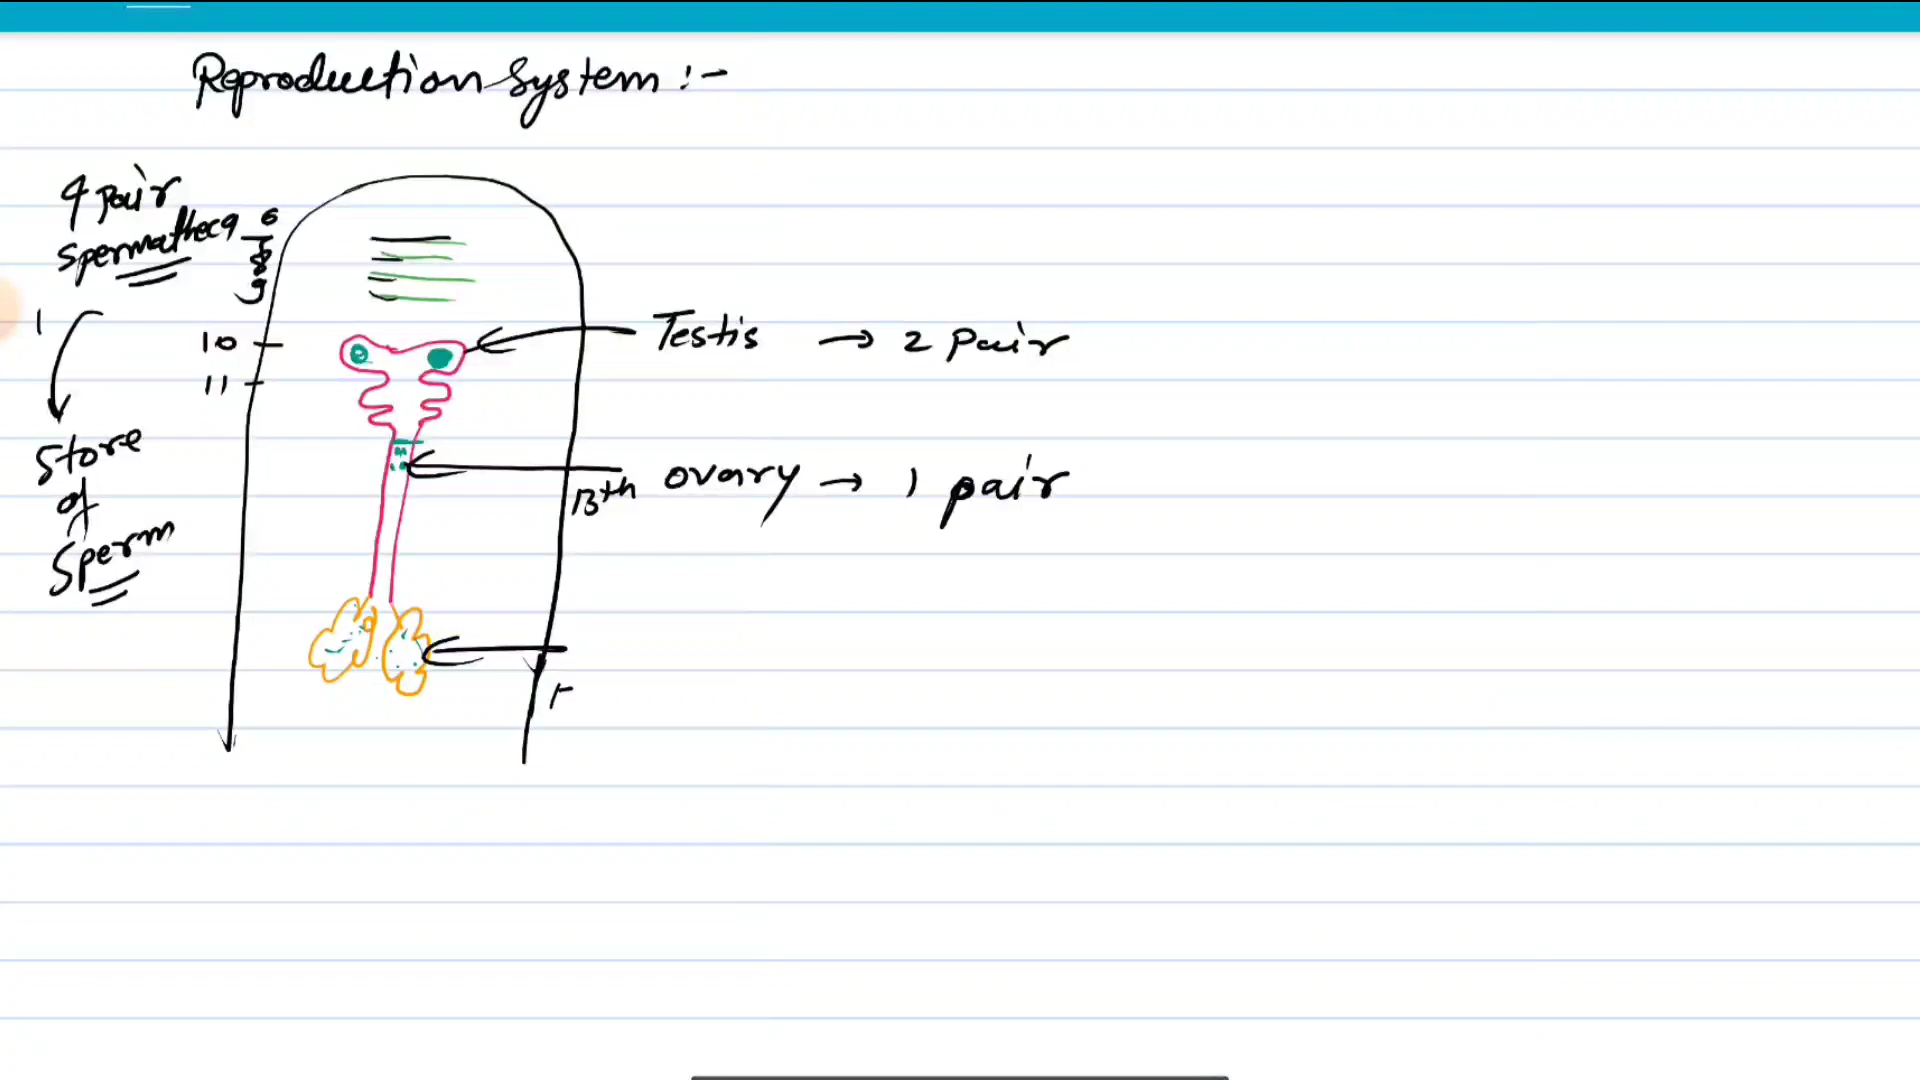 Reproduction System :-
4 pair
spermatheca
6
7
8
9
10
11
Store
of
Sperm
Testis → 2 Pair
13th ovary → 1 pair